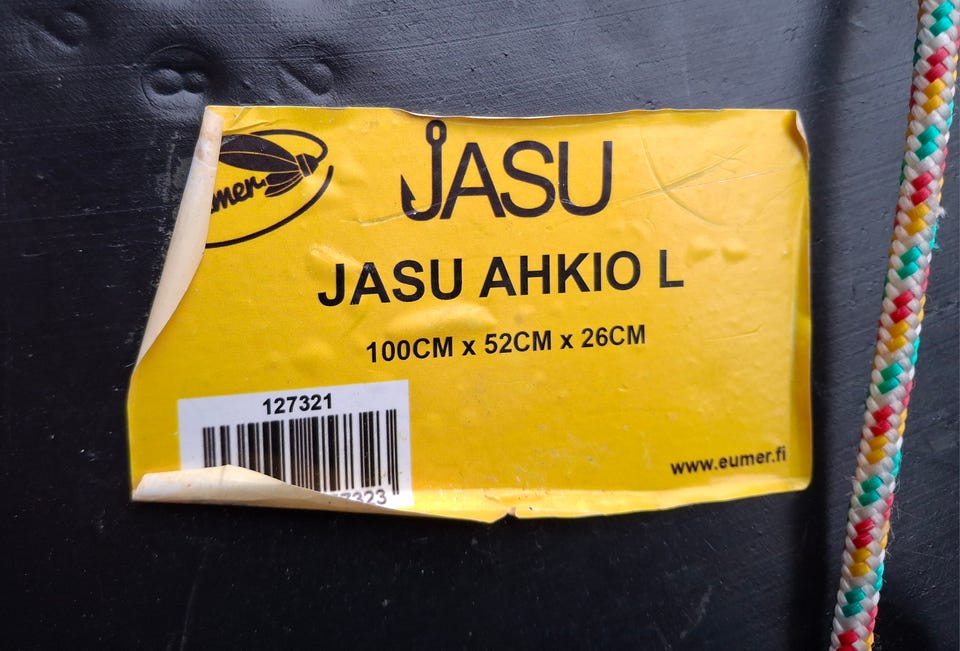 JASU
JASU AHKIO L
100CM x 52CM x 26CM
127321
www.eumer.fi